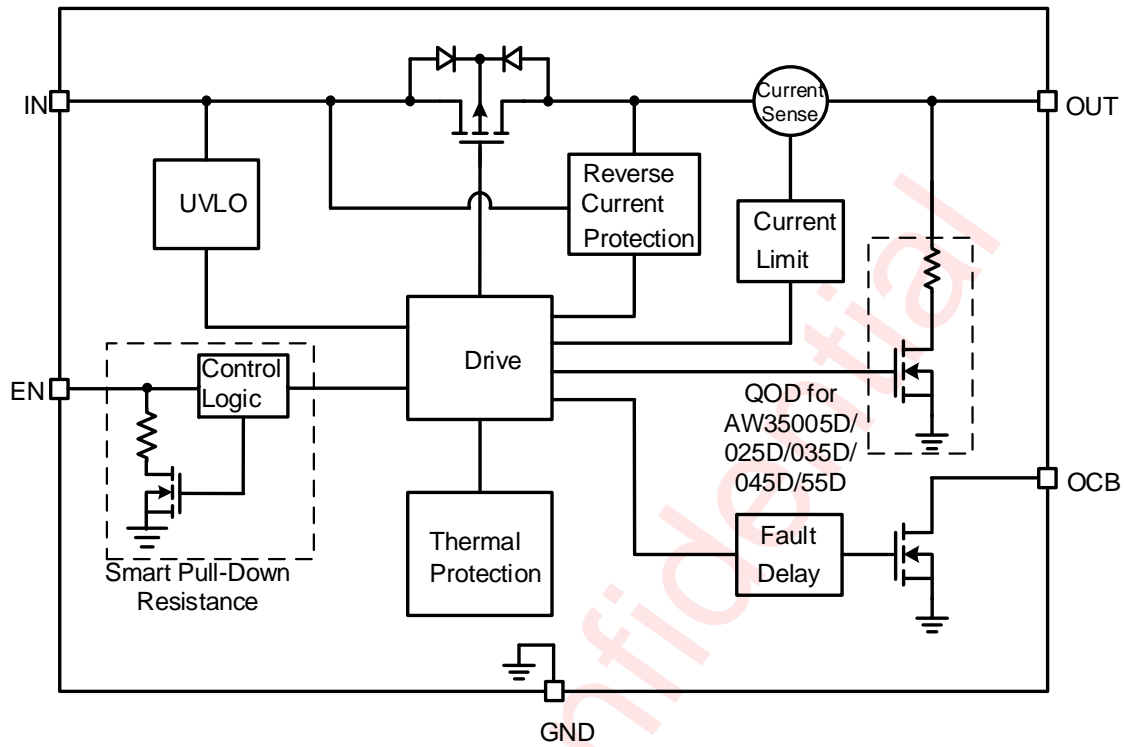 IN
OUT
Current
Sense
UVLO
Reverse
Current
Protection
Current
Limit
EN
Control
Logic
Drive
QOD for
AW35005D/
025D/035D/
045D/55D
OCB
Thermal
Protection
Fault
Delay
Smart Pull-Down
Resistance
GND
nfidential